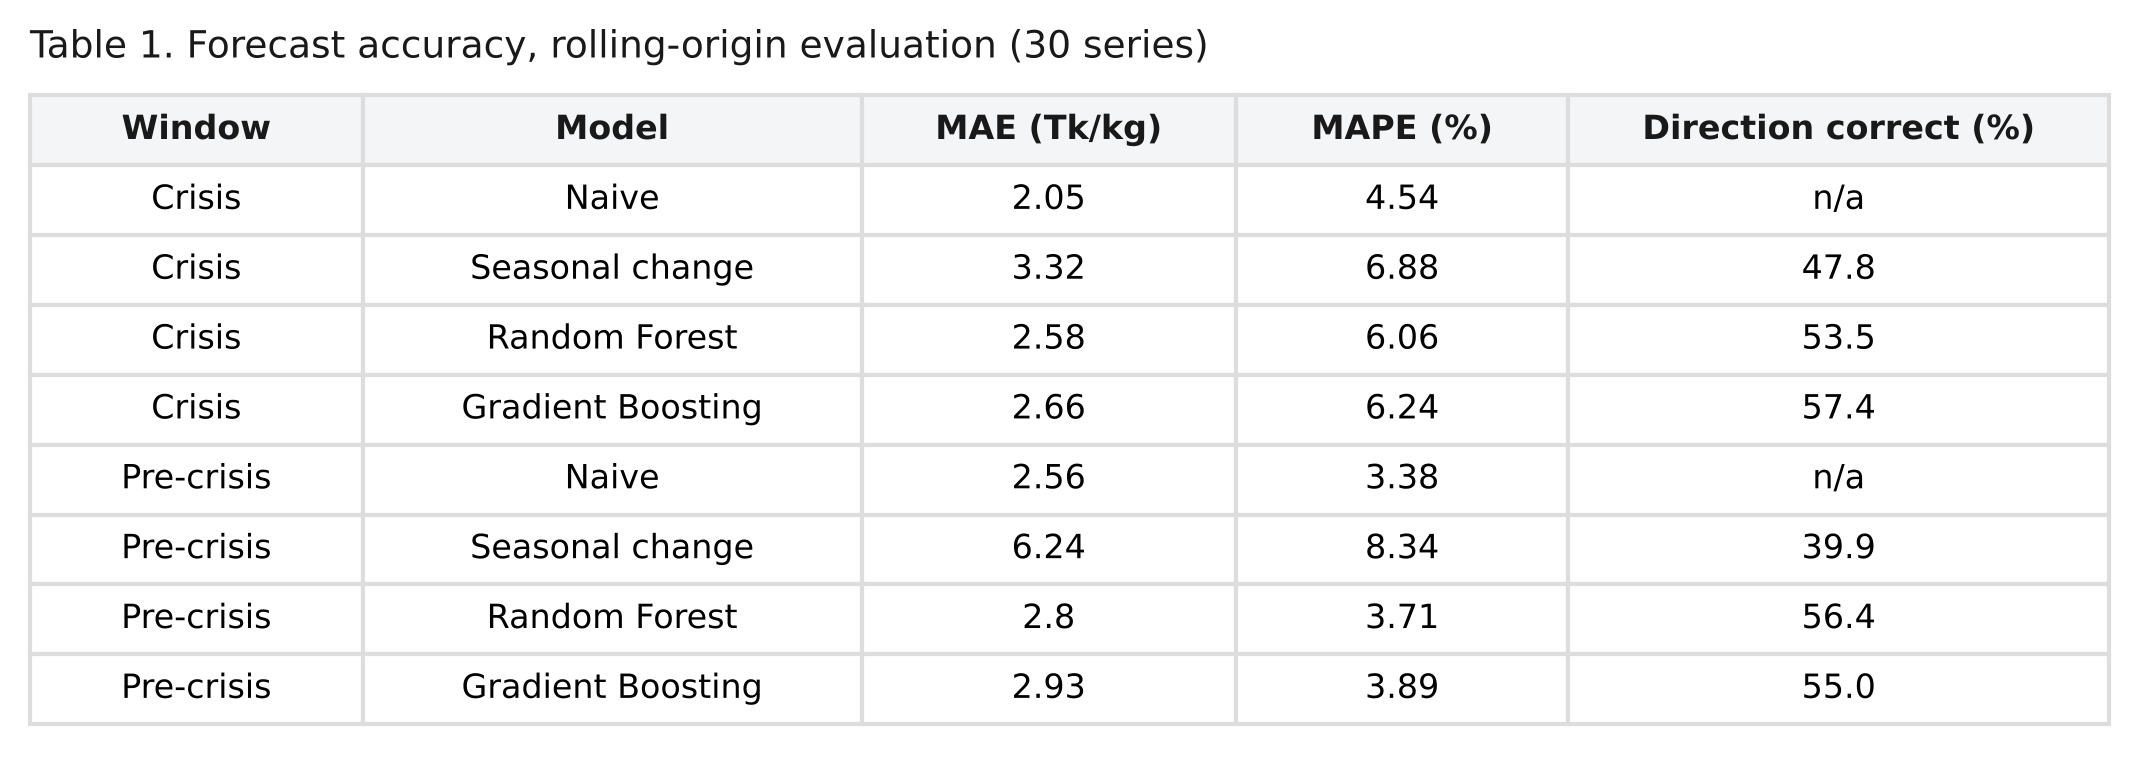 Table 1. Forecast accuracy, rolling-origin evaluation (30 series)
Window Model MAE (Tk/kg) MAPE (%) Direction correct (%)
Crisis Naive 2.05 4.54 n/a
Crisis Seasonal change 3.32 6.88 47.8
Crisis Random Forest 2.58 6.06 53.5
Crisis Gradient Boosting 2.66 6.24 57.4
Pre-crisis Naive 2.56 3.38 n/a
Pre-crisis Seasonal change 6.24 8.34 39.9
Pre-crisis Random Forest 2.8 3.71 56.4
Pre-crisis Gradient Boosting 2.93 3.89 55.0